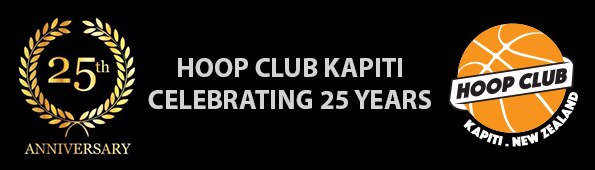 25th
ANNIVERSARY
HOOP CLUB KAPITI
CELEBRATING 25 YEARS
HOOP CLUB
KAPITI . NEW ZEALAND